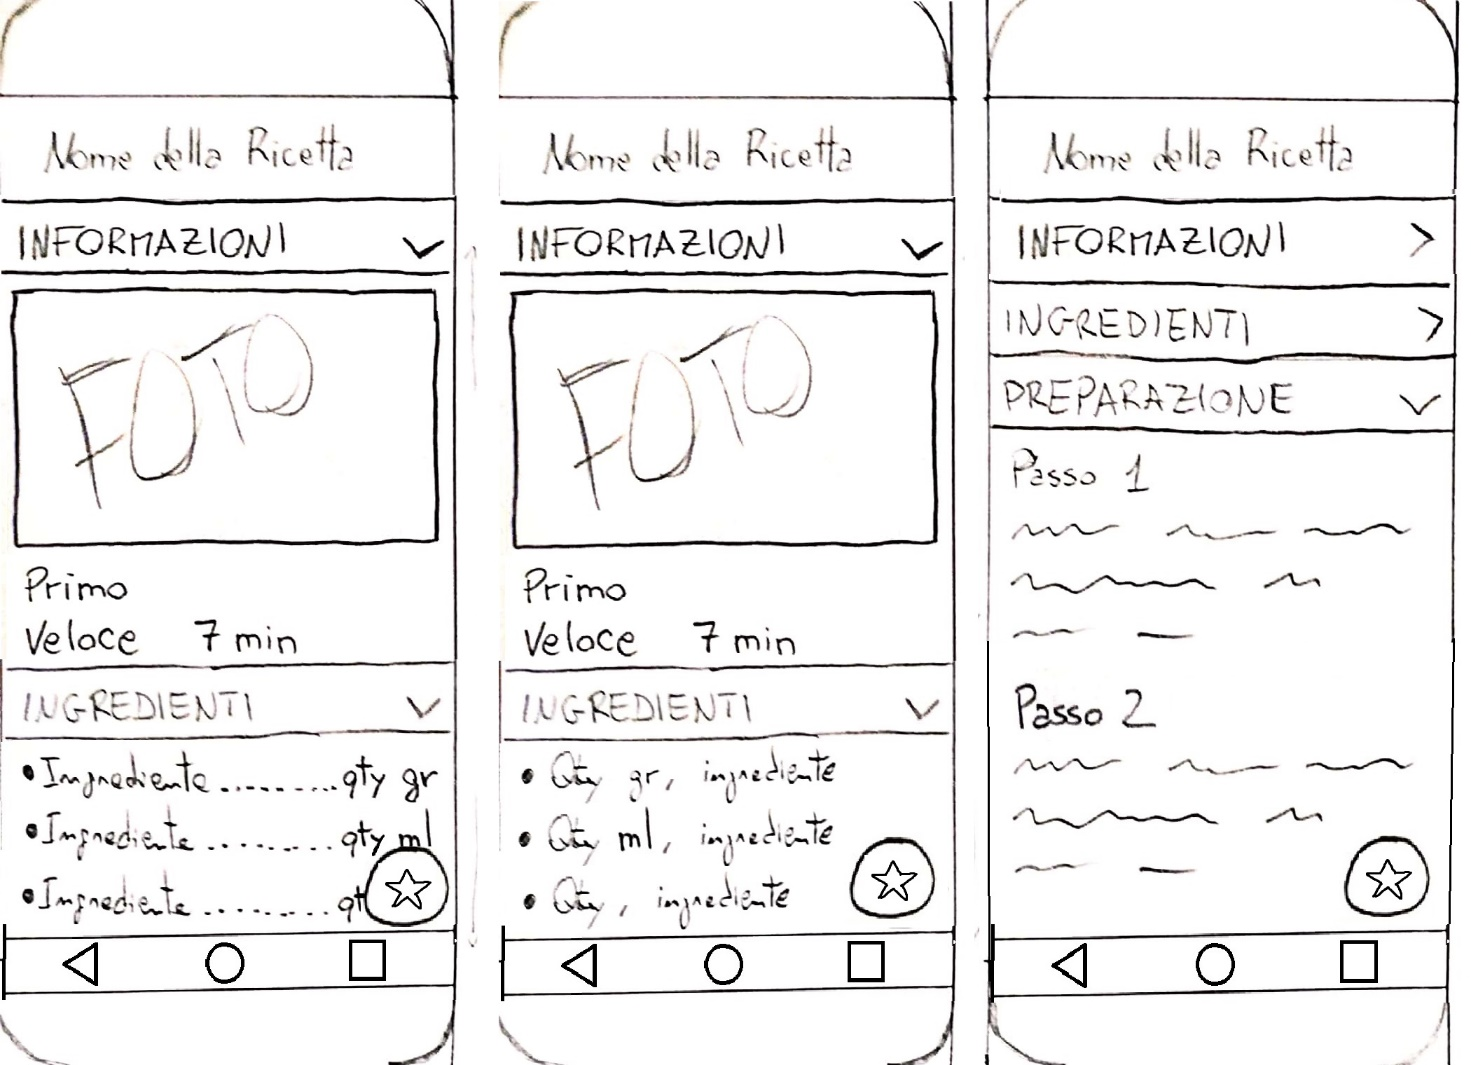 Nome della Ricetta
INFORMAZIONI
FOTO
Primo
Veloce 7 min
INGREDIENTI
• Ingrediente ......... qty gr
• Ingrediente ......... qty ml
• Ingrediente ......... qt
Nome della Ricetta
INFORMAZIONI
FOTO
Primo
Veloce 7 min
INGREDIENTI
• Qty gr, ingrediente
• Qty ml, ingrediente
• Qty, ingrediente
Nome della Ricetta
INFORMAZIONI
INGREDIENTI
PREPARAZIONE
Passo 1
Passo 2